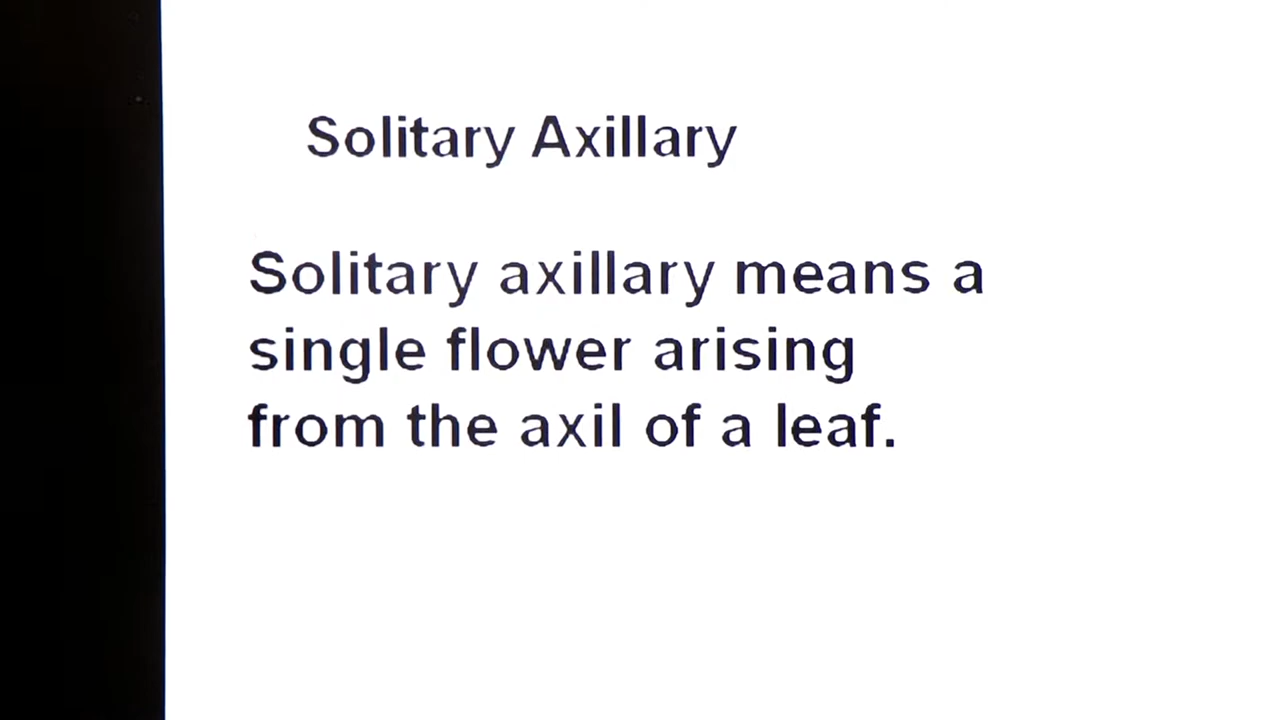 Solitary Axillary
Solitary axillary means a
single flower arising
from the axil of a leaf.